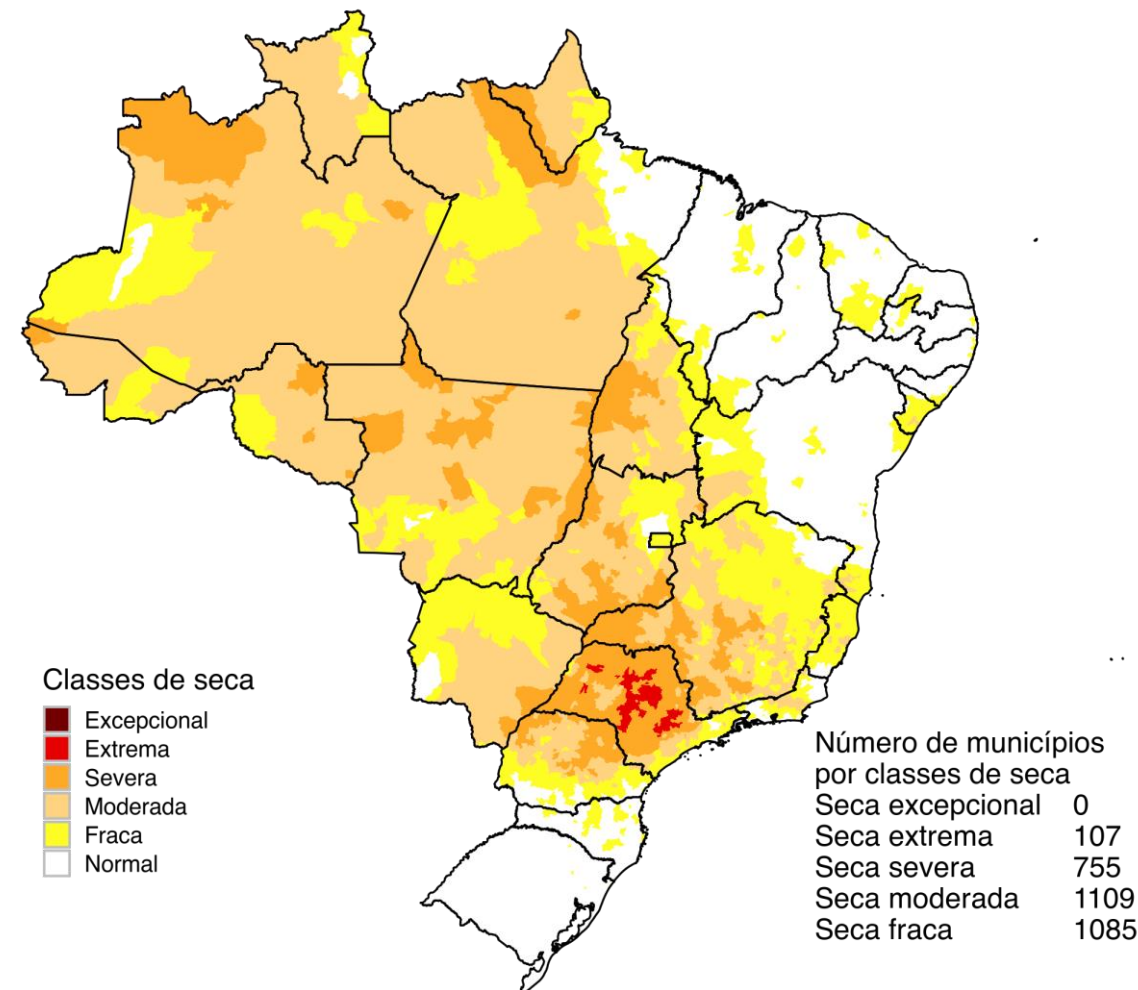 Classes de seca
Excepcional
Extrema
Severa
Moderada
Fraca
Normal
Número de municípios
por classes de seca
Seca excepcional 0
Seca extrema 107
Seca severa 755
Seca moderada 1109
Seca fraca 1085